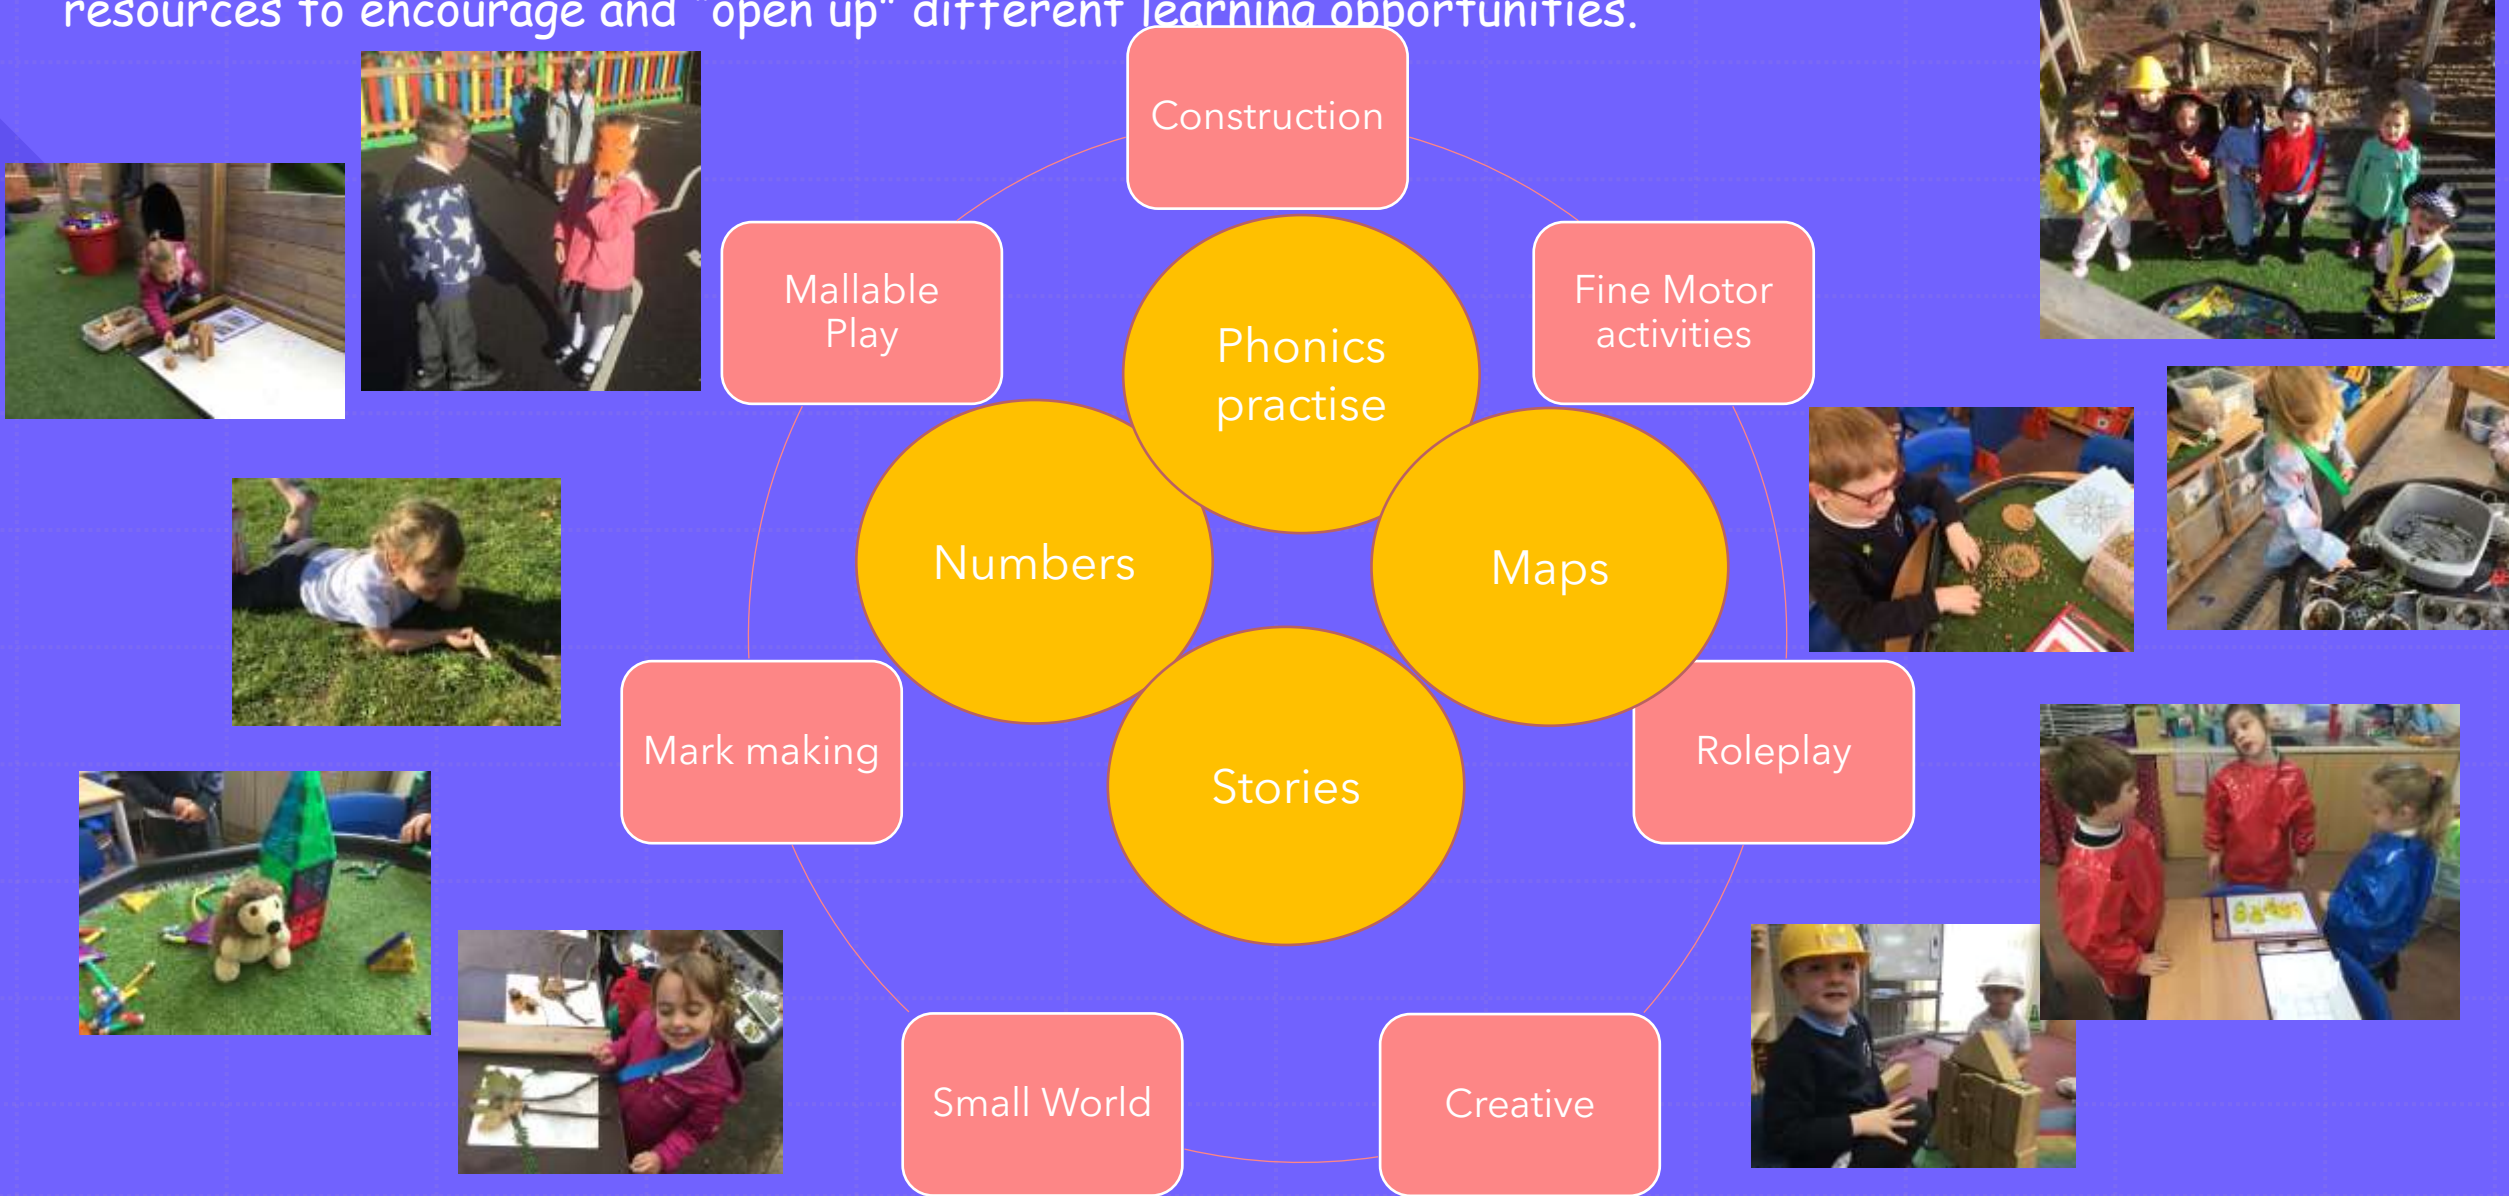 resources to encourage and "open up" different learning opportunities.
Construction
Mallable
Play
Fine Motor
activities
Phonics
practise
Numbers
Maps
Mark making
Roleplay
Stories
Small World
Creative